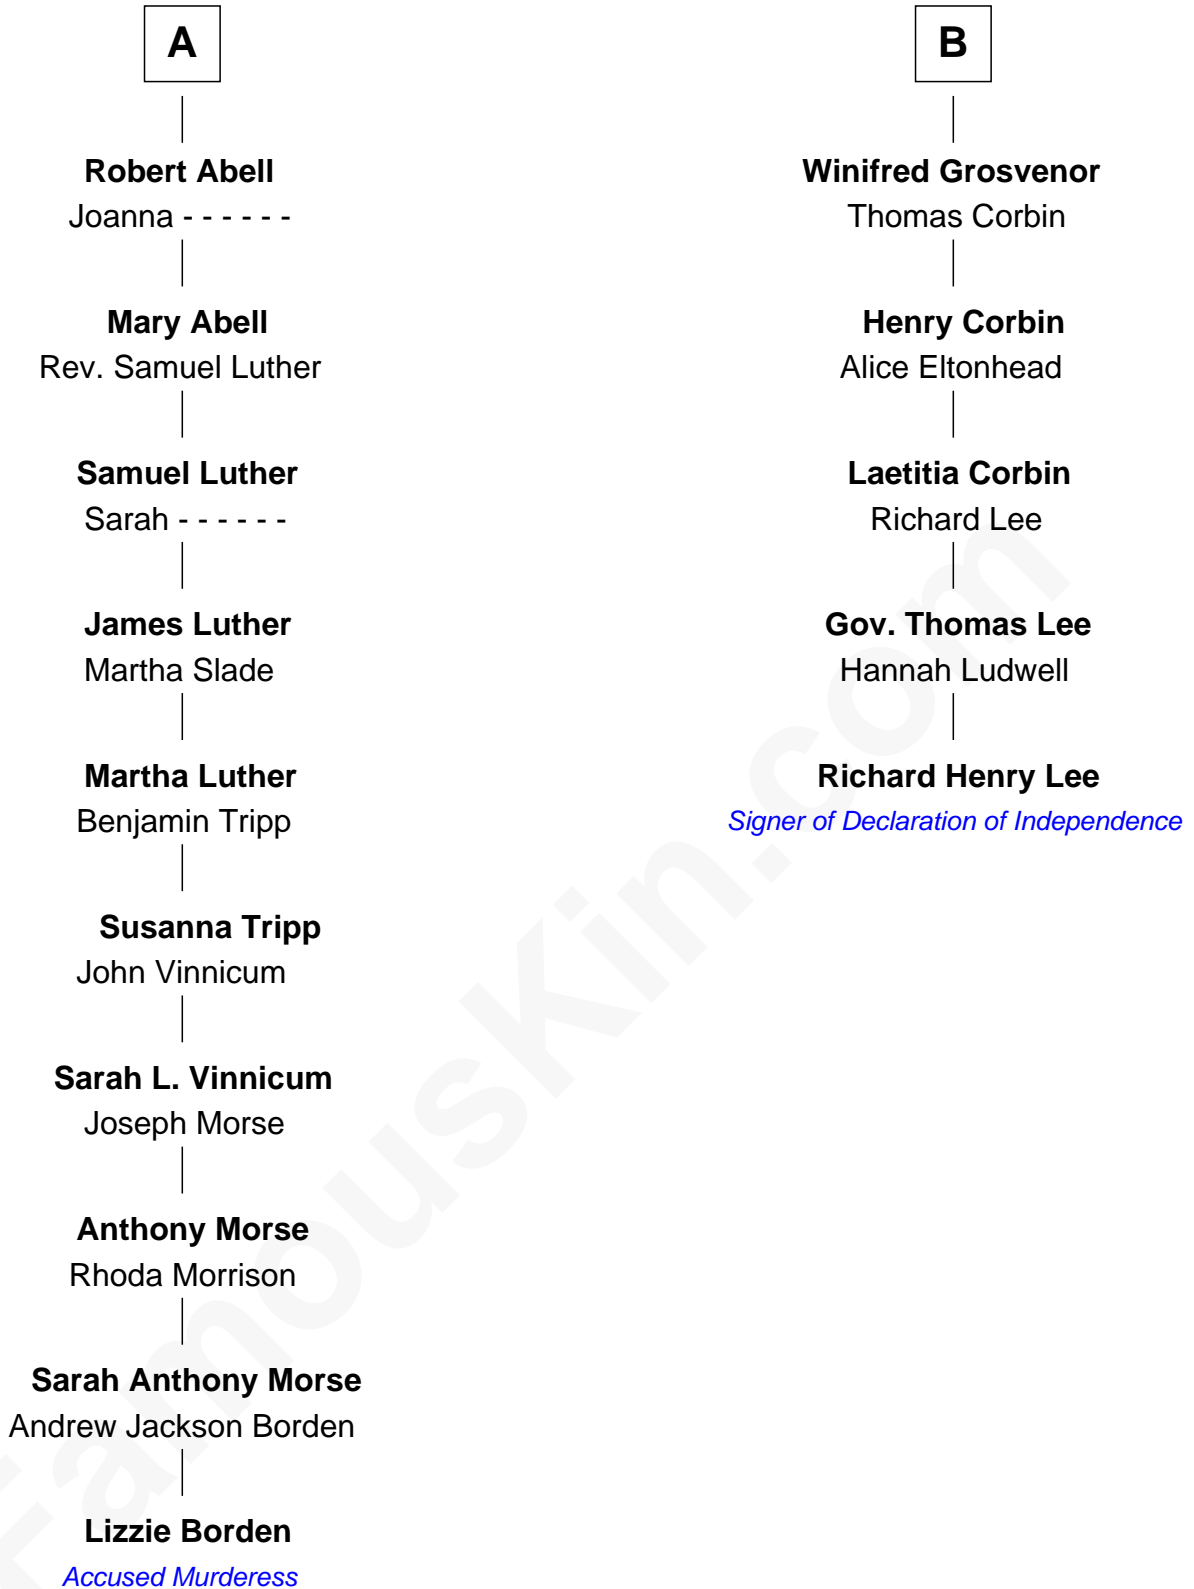 A
Robert Abell
Joanna - - - - - -
Mary Abell
Rev. Samuel Luther
Samuel Luther
Sarah - - - - - -
James Luther
Martha Slade
Martha Luther
Benjamin Tripp
Susanna Tripp
John Vinnicum
Sarah L. Vinnicum
Joseph Morse
Anthony Morse
Rhoda Morrison
Sarah Anthony Morse
Andrew Jackson Borden
Lizzie Borden
Accused Murderess
B
Winifred Grosvenor
Thomas Corbin
Henry Corbin
Alice Eltonhead
Laetitia Corbin
Richard Lee
Gov. Thomas Lee
Hannah Ludwell
Richard Henry Lee
Signer of Declaration of Independence
FamousKin.com